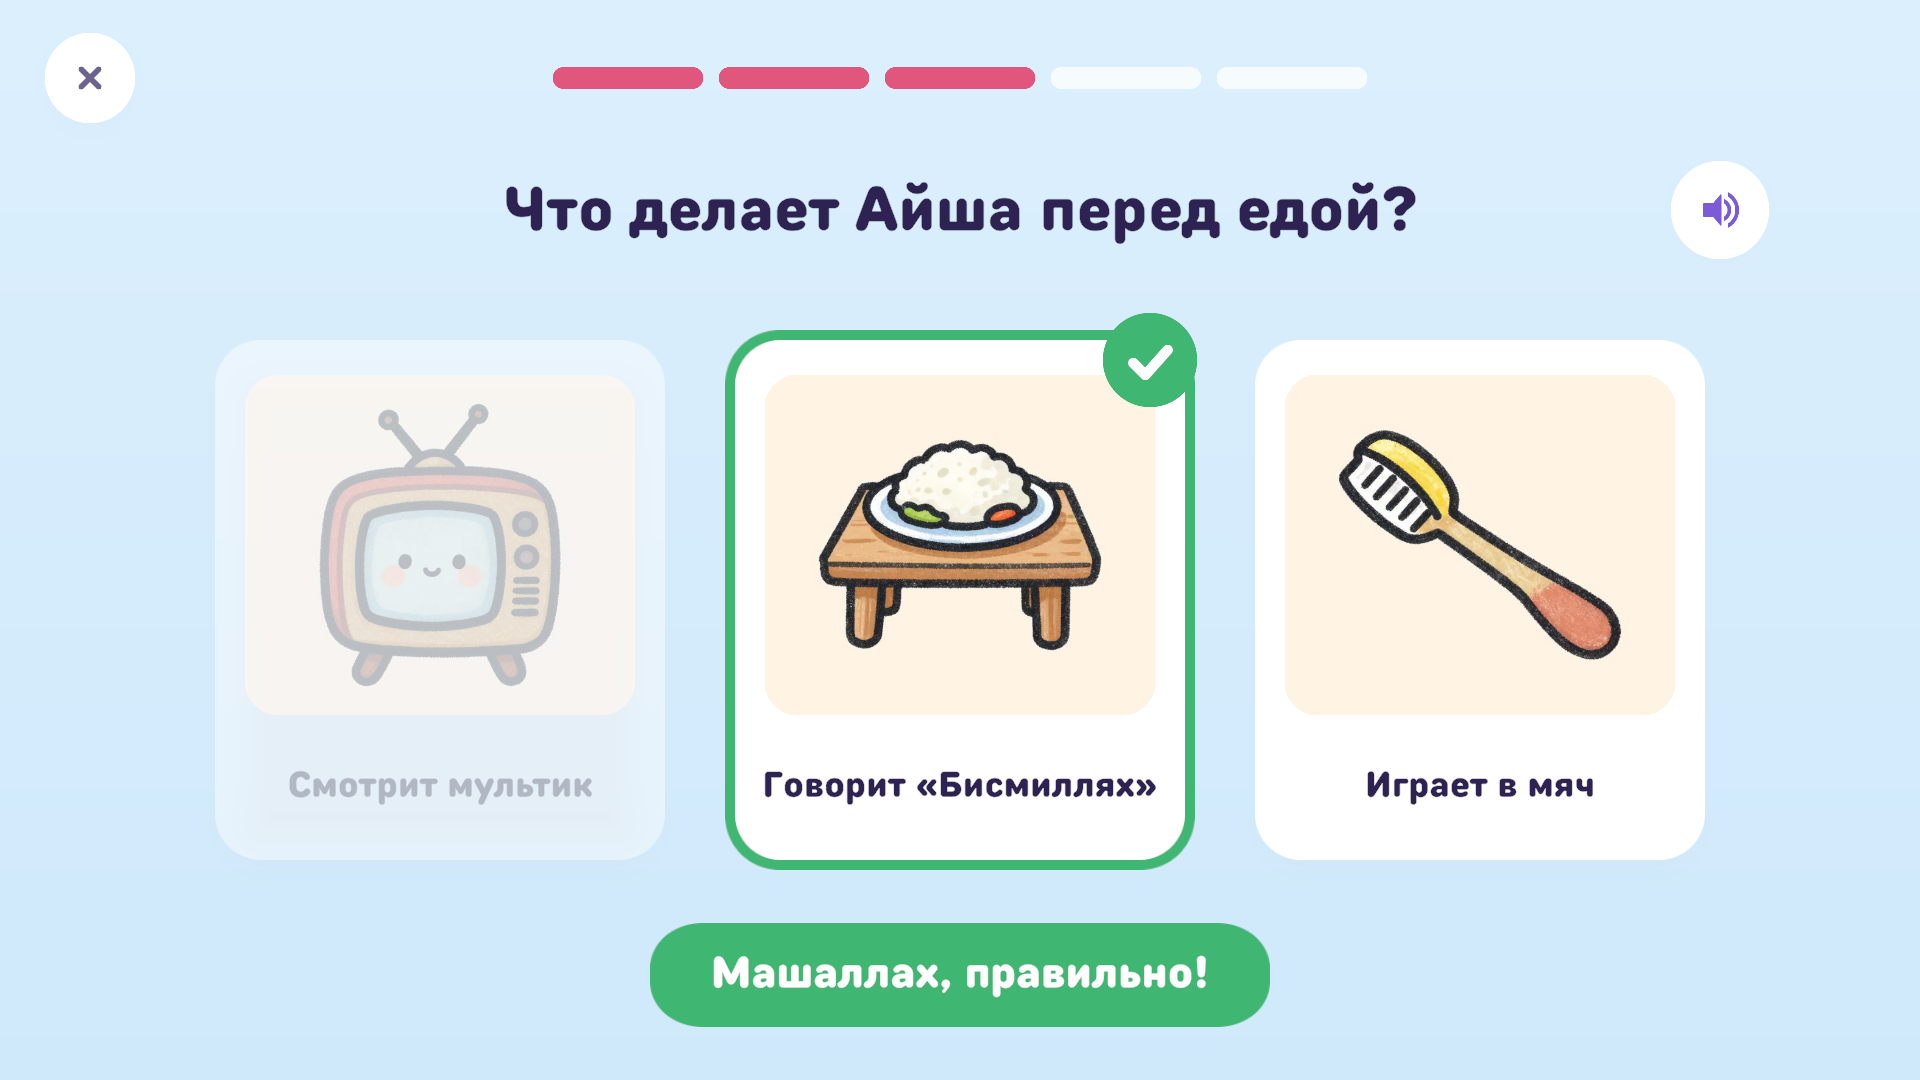 Что делает Айша перед едой?
Смотрит мультик
Говорит «Бисмиллях»
Играет в мяч
Машаллах, правильно!